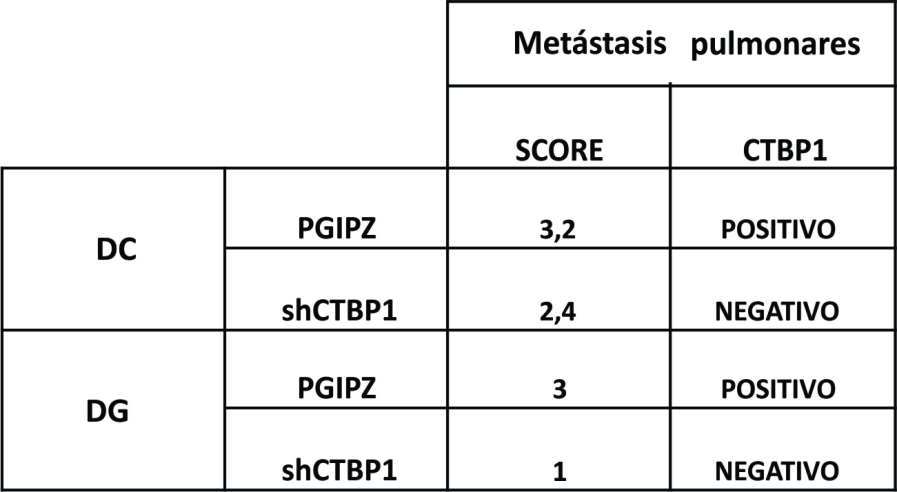 Metástasis pulmonares
SCORE CTBP1
DC PGIPZ 3,2 POSITIVO
shCTBP1 2,4 NEGATIVO
DG PGIPZ 3 POSITIVO
shCTBP1 1 NEGATIVO